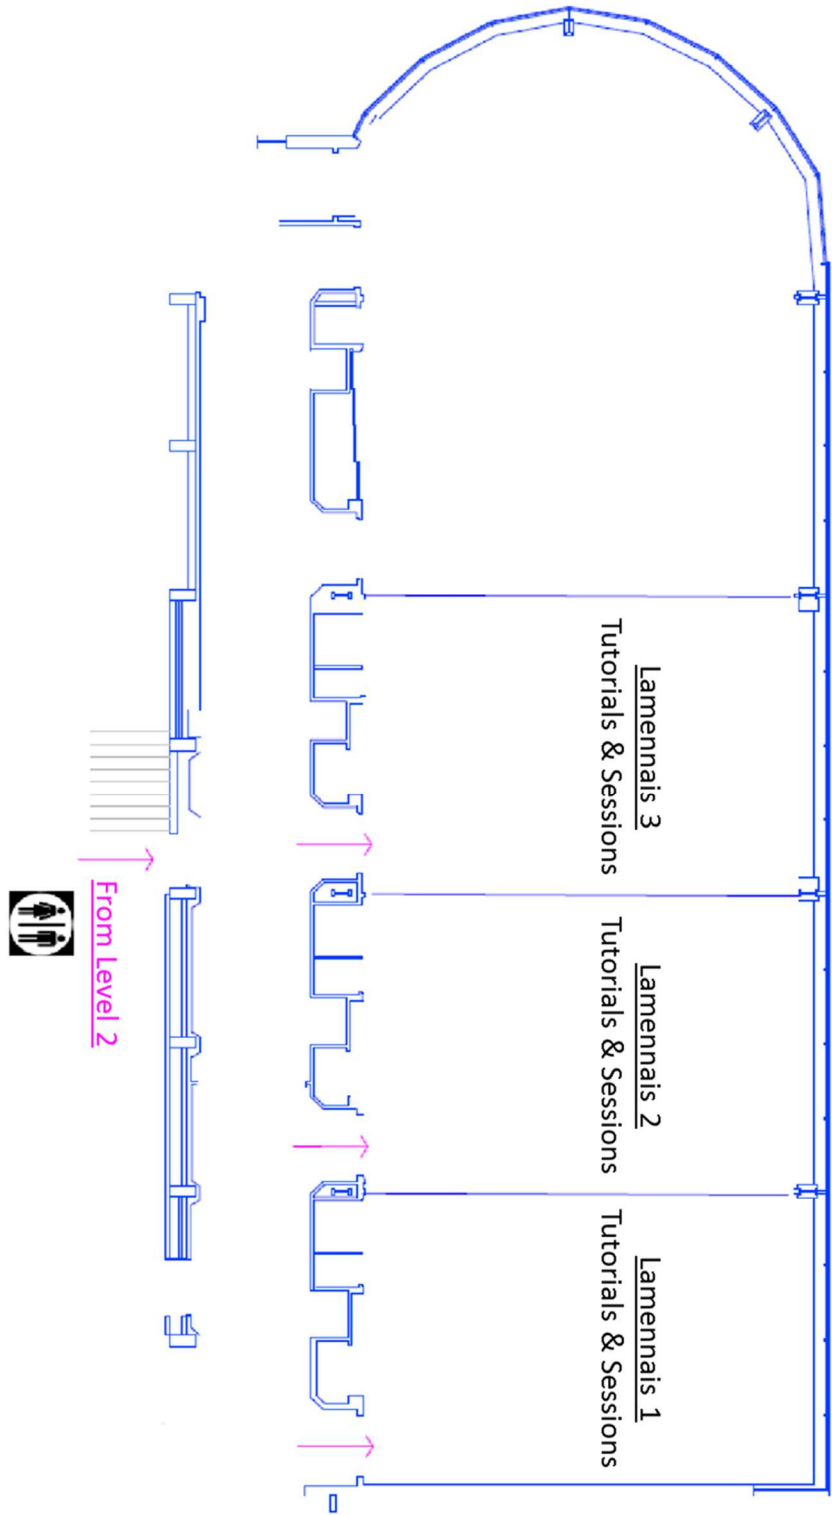 Lamennais 3
Tutorials & Sessions
Lamennais 2
Tutorials & Sessions
Lamennais 1
Tutorials & Sessions
From Level 2